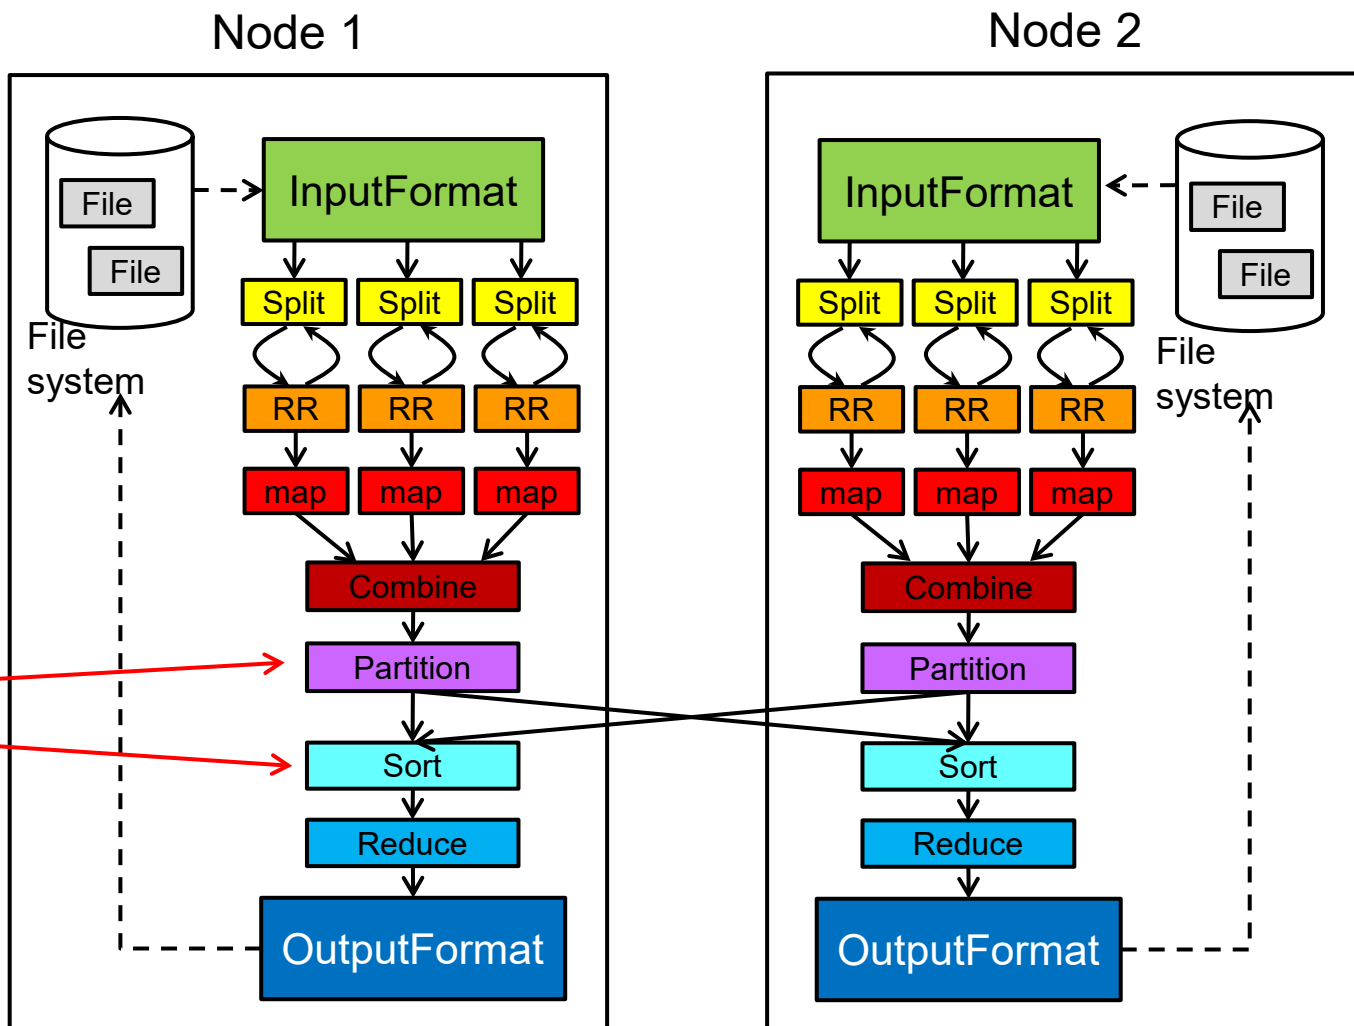 Node 1
Node 2
File
File
File
system
InputFormat
Split Split Split
RR RR RR
map map map
Combine
Partition
Sort
Reduce
OutputFormat
InputFormat
File
File
File
system
Split Split Split
RR RR RR
map map map
Combine
Partition
Sort
Reduce
OutputFormat